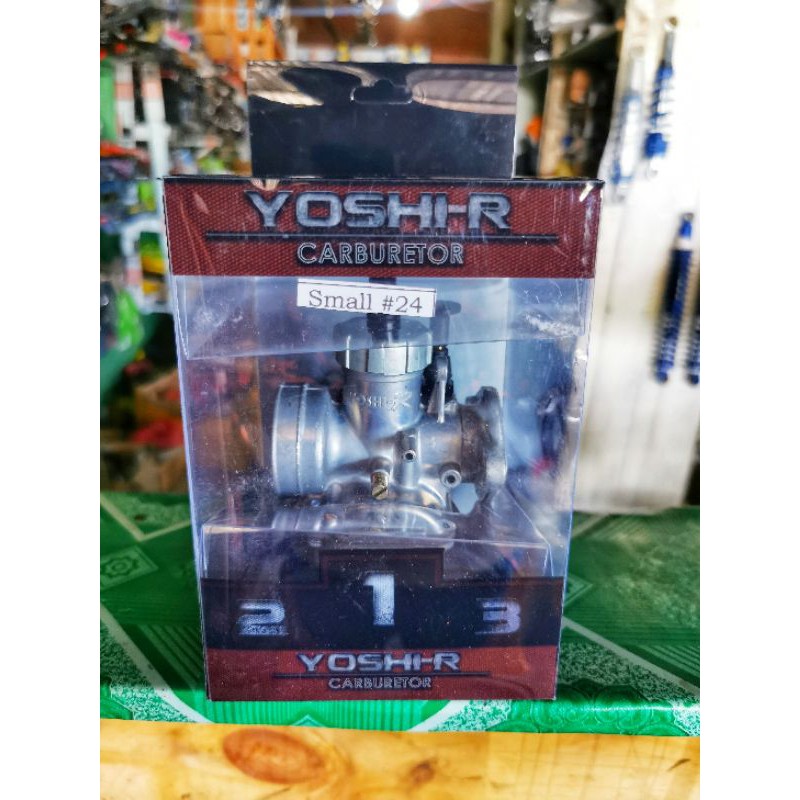 YOSHI-R
CARBURETOR
Small #24
1
2
3
YOSHI-R
CARBURETOR